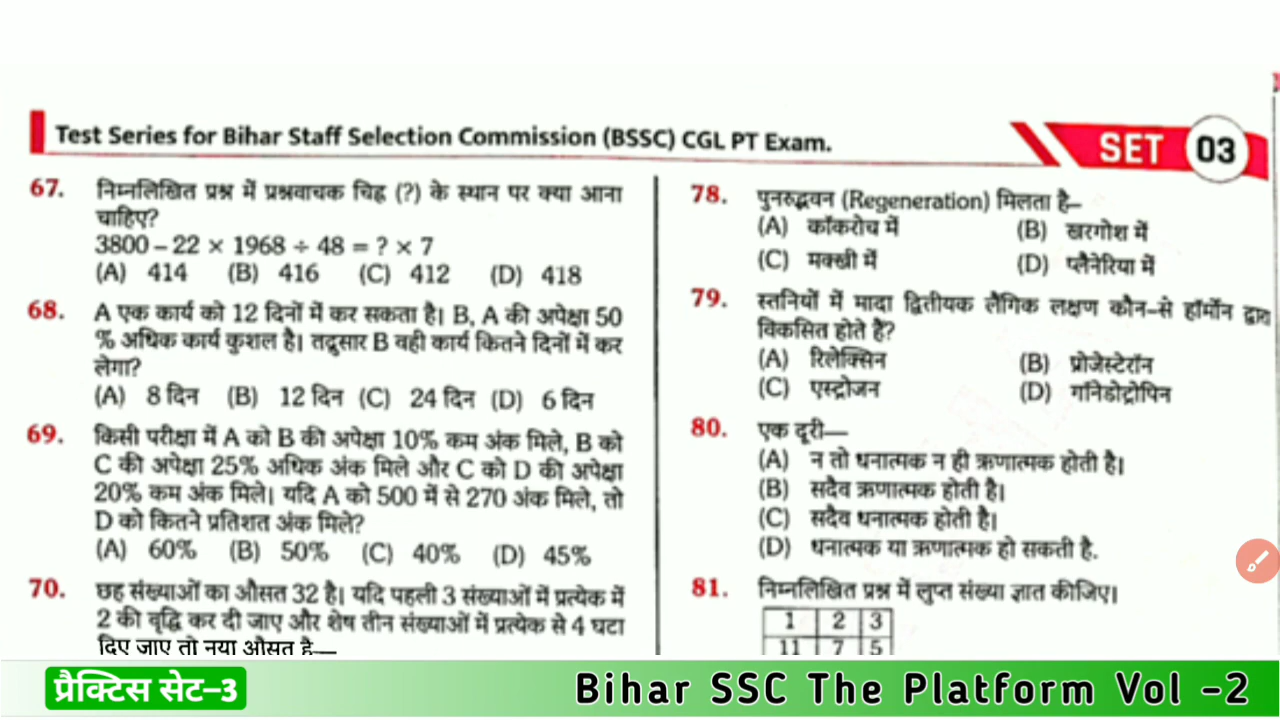 Test Series for Bihar Staff Selection Commission (BSSC) CGL PT Exam.
SET 03
67. निम्नलिखित प्रश्न में प्रश्नवाचक चिह्न (?) के स्थान पर क्या आना
चाहिए?
3800 – 22 × 1968 ÷ 48 = ? × 7
(A) 414 (B) 416 (C) 412 (D) 418
68. A एक कार्य को 12 दिनों में कर सकता है। B, A की अपेक्षा 50
% अधिक कार्य कुशल है। तद्नुसार B वही कार्य कितने दिनों में कर
लेगा?
(A) 8 दिन (B) 12 दिन (C) 24 दिन (D) 6 दिन
69. किसी परीक्षा में A को B की अपेक्षा 10% कम अंक मिले, B को
C की अपेक्षा 25% अधिक अंक मिले और C को D की अपेक्षा
20% कम अंक मिले। यदि A को 500 में से 270 अंक मिले, तो
D को कितने प्रतिशत अंक मिले?
(A) 60% (B) 50% (C) 40% (D) 45%
70. छह संख्याओं का औसत 32 है। यदि पहली 3 संख्याओं में प्रत्येक में
2 की वृद्धि कर दी जाए और शेष तीन संख्याओं में प्रत्येक से 4 घटा
दिए जाए तो नया औसत है—
78. पुनरुद्भवन (Regeneration) मिलता है–
(A) कॉकरोच में (B) खरगोश में
(C) मक्खी में (D) प्लैनेरिया में
79. स्तनियों में मादा द्वितीयक लैंगिक लक्षण कौन-से हॉर्मोन द्वारा
विकसित होते हैं?
(A) रिलेक्सिन (B) प्रोजेस्टेरॉन
(C) एस्ट्रोजन (D) गॉनेडोट्रोपिन
80. एक दूरी—
(A) न तो धनात्मक न ही ऋणात्मक होती है।
(B) सदैव ऋणात्मक होती है।
(C) सदैव धनात्मक होती है।
(D) धनात्मक या ऋणात्मक हो सकती है.
81. निम्नलिखित प्रश्न में लुप्त संख्या ज्ञात कीजिए।
1 2 3
11 7 5
प्रैक्टिस सेट–3
Bihar SSC The Platform Vol –2